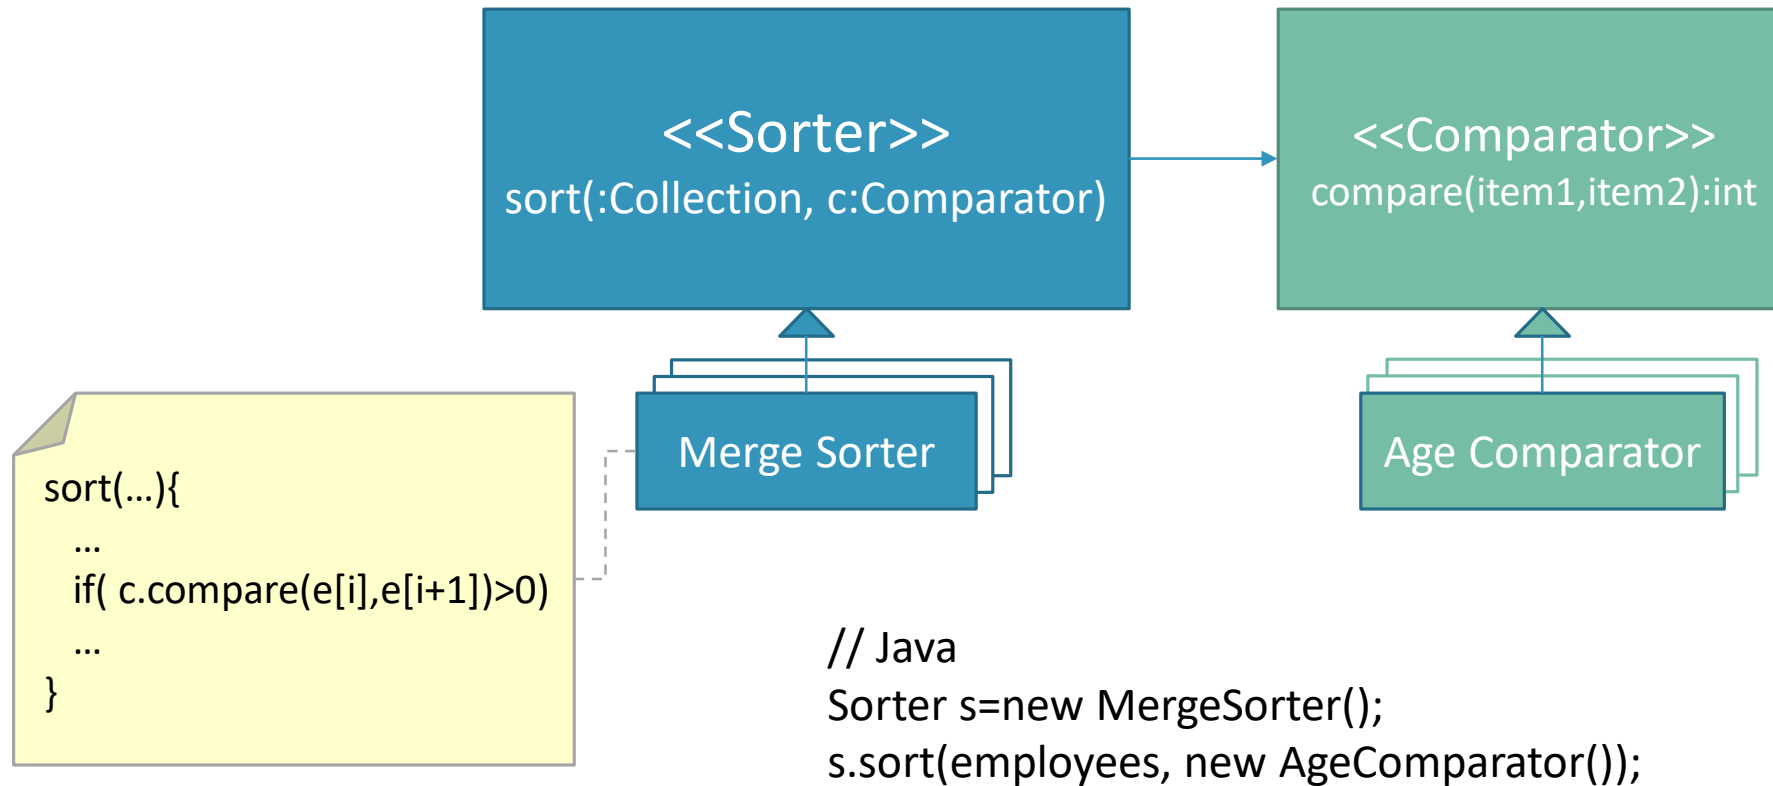 <<Sorter>>
sort(:Collection, c:Comparator)
<<Comparator>>
compare(item1,item2):int
Merge Sorter
Age Comparator
sort(…){
…
if( c.compare(e[i],e[i+1])>0)
…
}
// Java
Sorter s=new MergeSorter();
s.sort(employees, new AgeComparator());